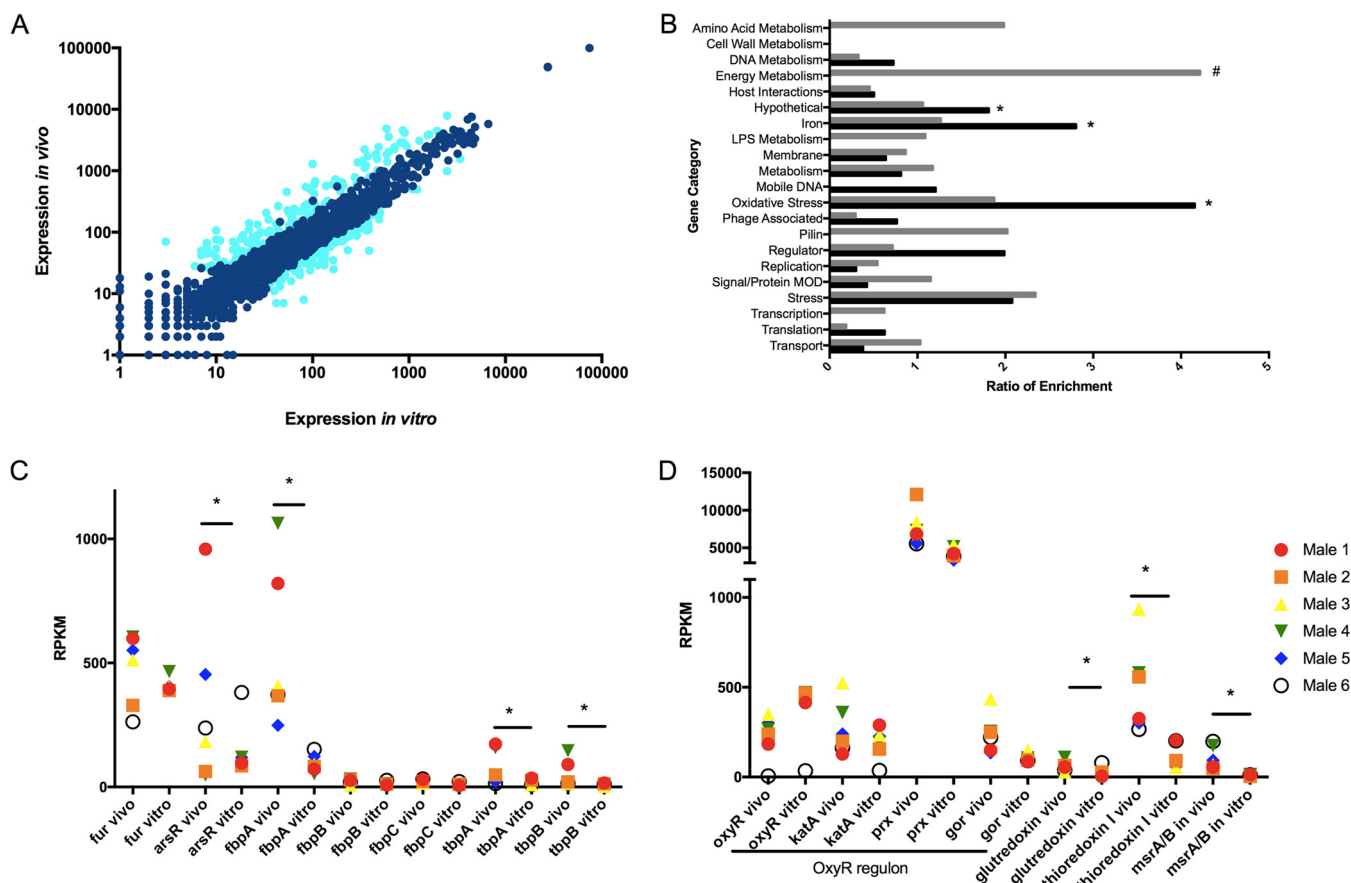 A
100000
10000
1000
100
10
1
Expression in vivo
1
10
100
1000
10000
100000
Expression in vitro
B
Gene Category
Amino Acid Metabolism
Cell Wall Metabolism
DNA Metabolism
Energy Metabolism
#
Host Interactions
Hypothetical
*
Iron
*
LPS Metabolism
Membrane
Metabolism
Mobile DNA
Oxidative Stress
*
Phage Associated
Pilin
Regulator
Replication
Signal/Protein MOD
Stress
Transcription
Translation
Transport
0
1
2
3
4
5
Ratio of Enrichment
C
RPKM
1000
500
0
*
*
*
*
fur vivo
fur vitro
arsR vivo
arsR vitro
fbpA vivo
fbpA vitro
fbpB vivo
fbpB vitro
fbpC vivo
fbpC vitro
tbpA vivo
tbpA vitro
tbpB vivo
tbpB vitro
D
RPKM
15000
10000
5000
1000
500
0
*
*
*
oxyR vivo
oxyR vitro
katA vivo
katA vitro
prx vivo
prx vitro
gor vivo
gor vitro
glutredoxin vivo
glutredoxin vitro
thioredoxin I vivo
thioredoxin I vitro
msrA/B in vivo
msrA/B in vitro
OxyR regulon
Male 1
Male 2
Male 3
Male 4
Male 5
Male 6